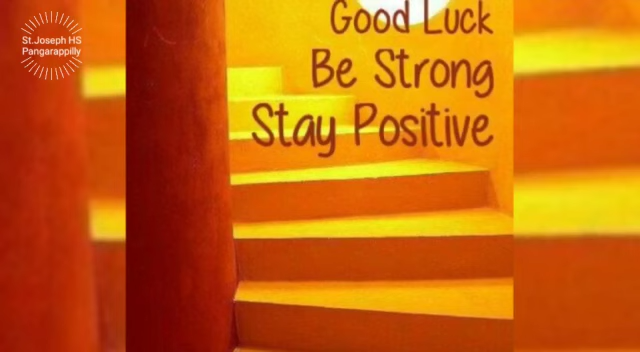 St.Joseph HS
Pangarappilly
Good Luck
Be Strong
Stay Positive